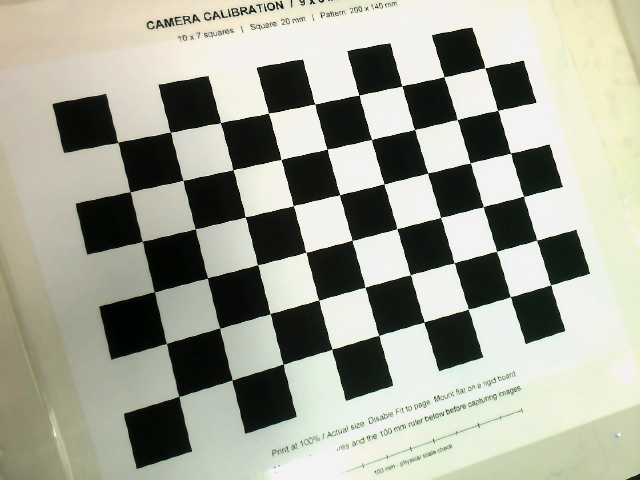 CAMERA CALIBRATION / 9 x 6
10 x 7 squares | Square: 20 mm | Pattern: 200 x 140 mm
Print at 100% / Actual size. Disable Fit to page. Mount flat on a rigid board.
and the 100 mm ruler below before capturing images.
100 mm - physical scale check